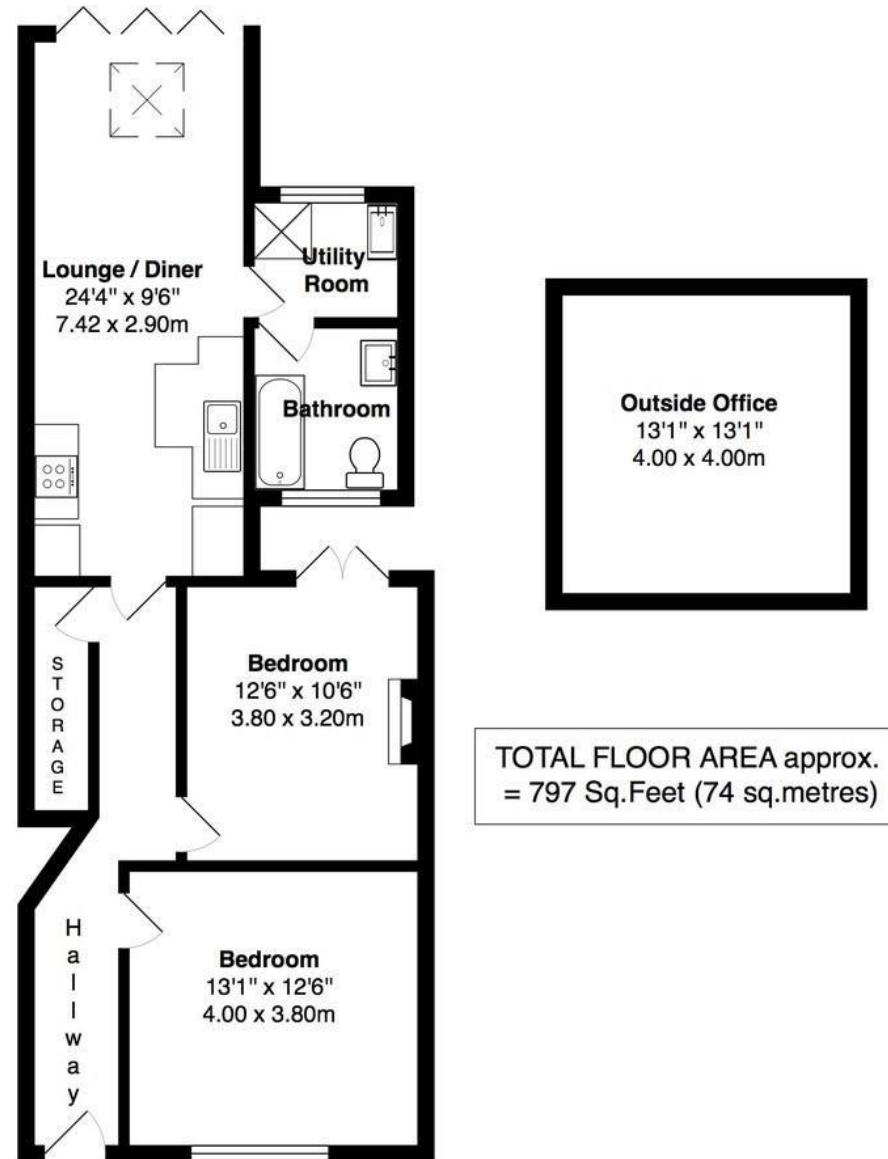 Lounge / Diner
24'4" x 9'6"
7.42 x 2.90m
Utility
Room
Bathroom
Outside Office
13'1" x 13'1"
4.00 x 4.00m
STORAGE
Bedroom
12'6" x 10'6"
3.80 x 3.20m
TOTAL FLOOR AREA approx.
= 797 Sq.Feet (74 sq.metres)
Hallway
Bedroom
13'1" x 12'6"
4.00 x 3.80m